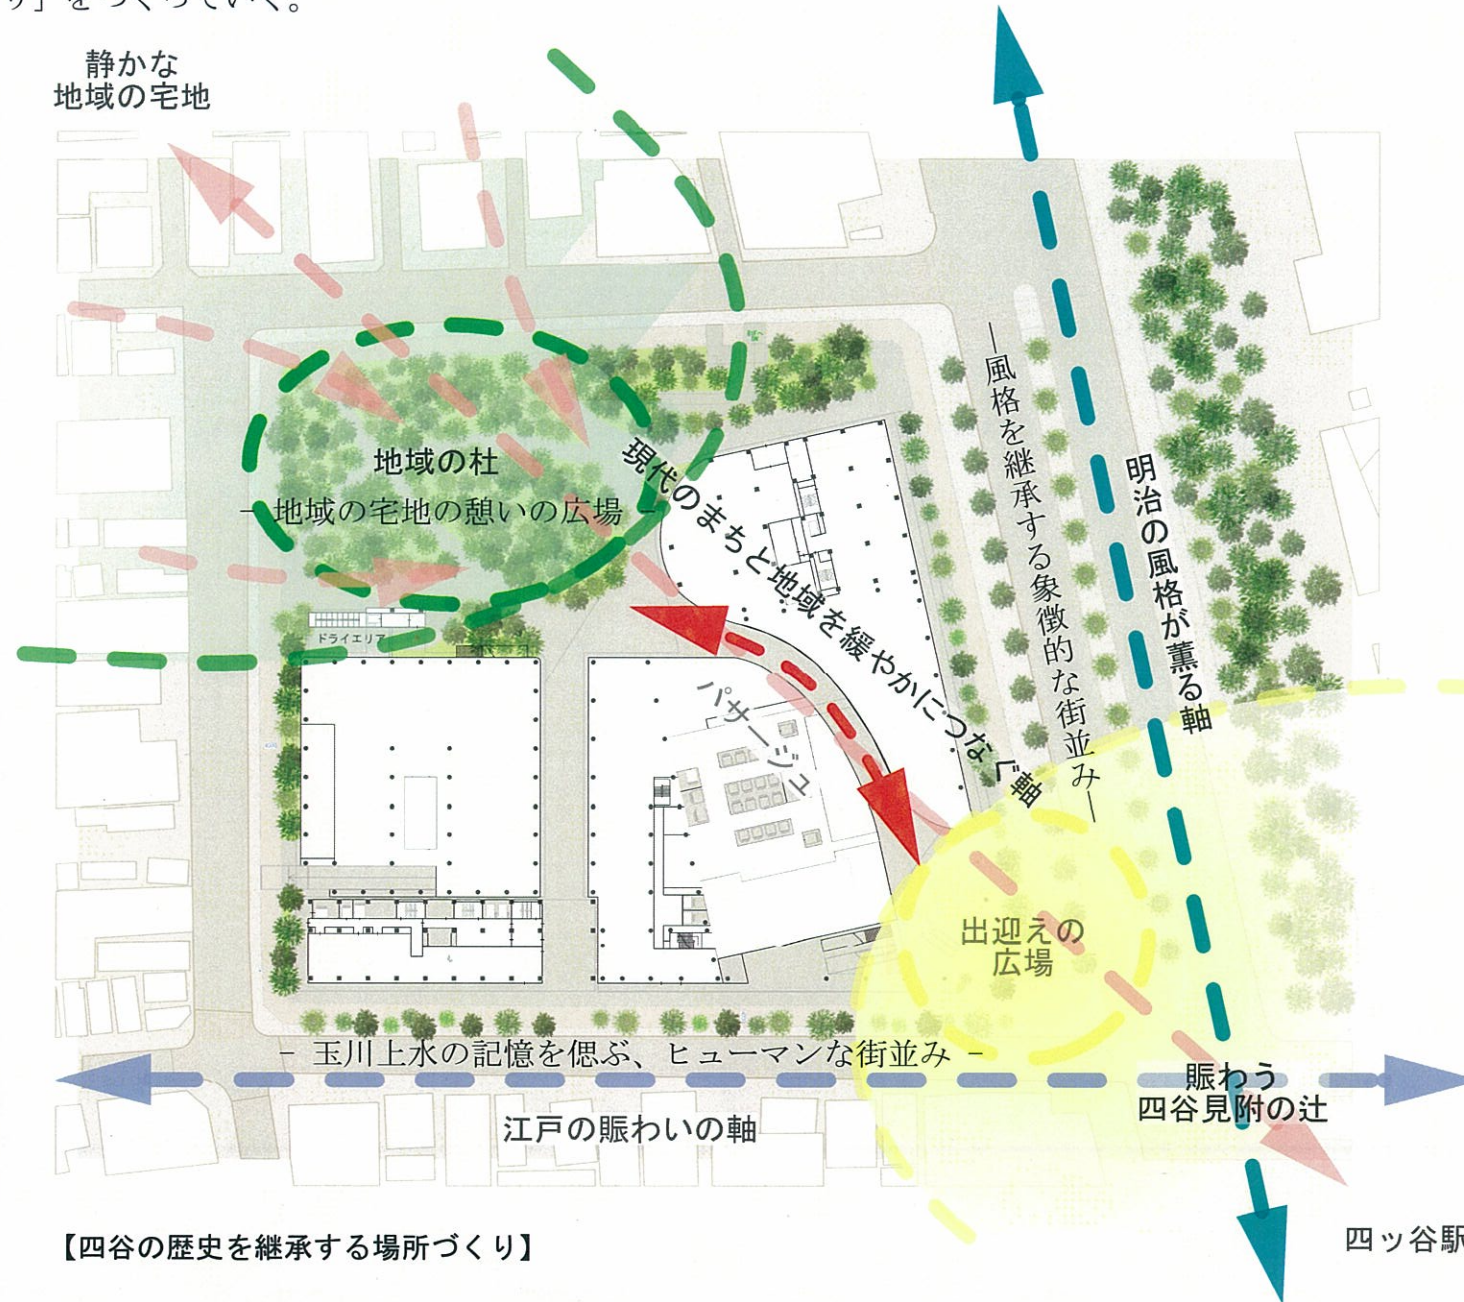 」をつくっていく。
静かな
地域の宅地
地域の杜
- 地域の宅地の憩いの広場 -
現代のまちと地域を緩やかにつなぐ軸
―風格を継承する象徴的な街並み―
明治の風格が薫る軸
ドライエリア
パサージュ
出迎えの
広場
- 玉川上水の記憶を偲ぶ、ヒューマンな街並み -
賑わう
四谷見附の辻
江戸の賑わいの軸
【四谷の歴史を継承する場所づくり】
四ッ谷駅